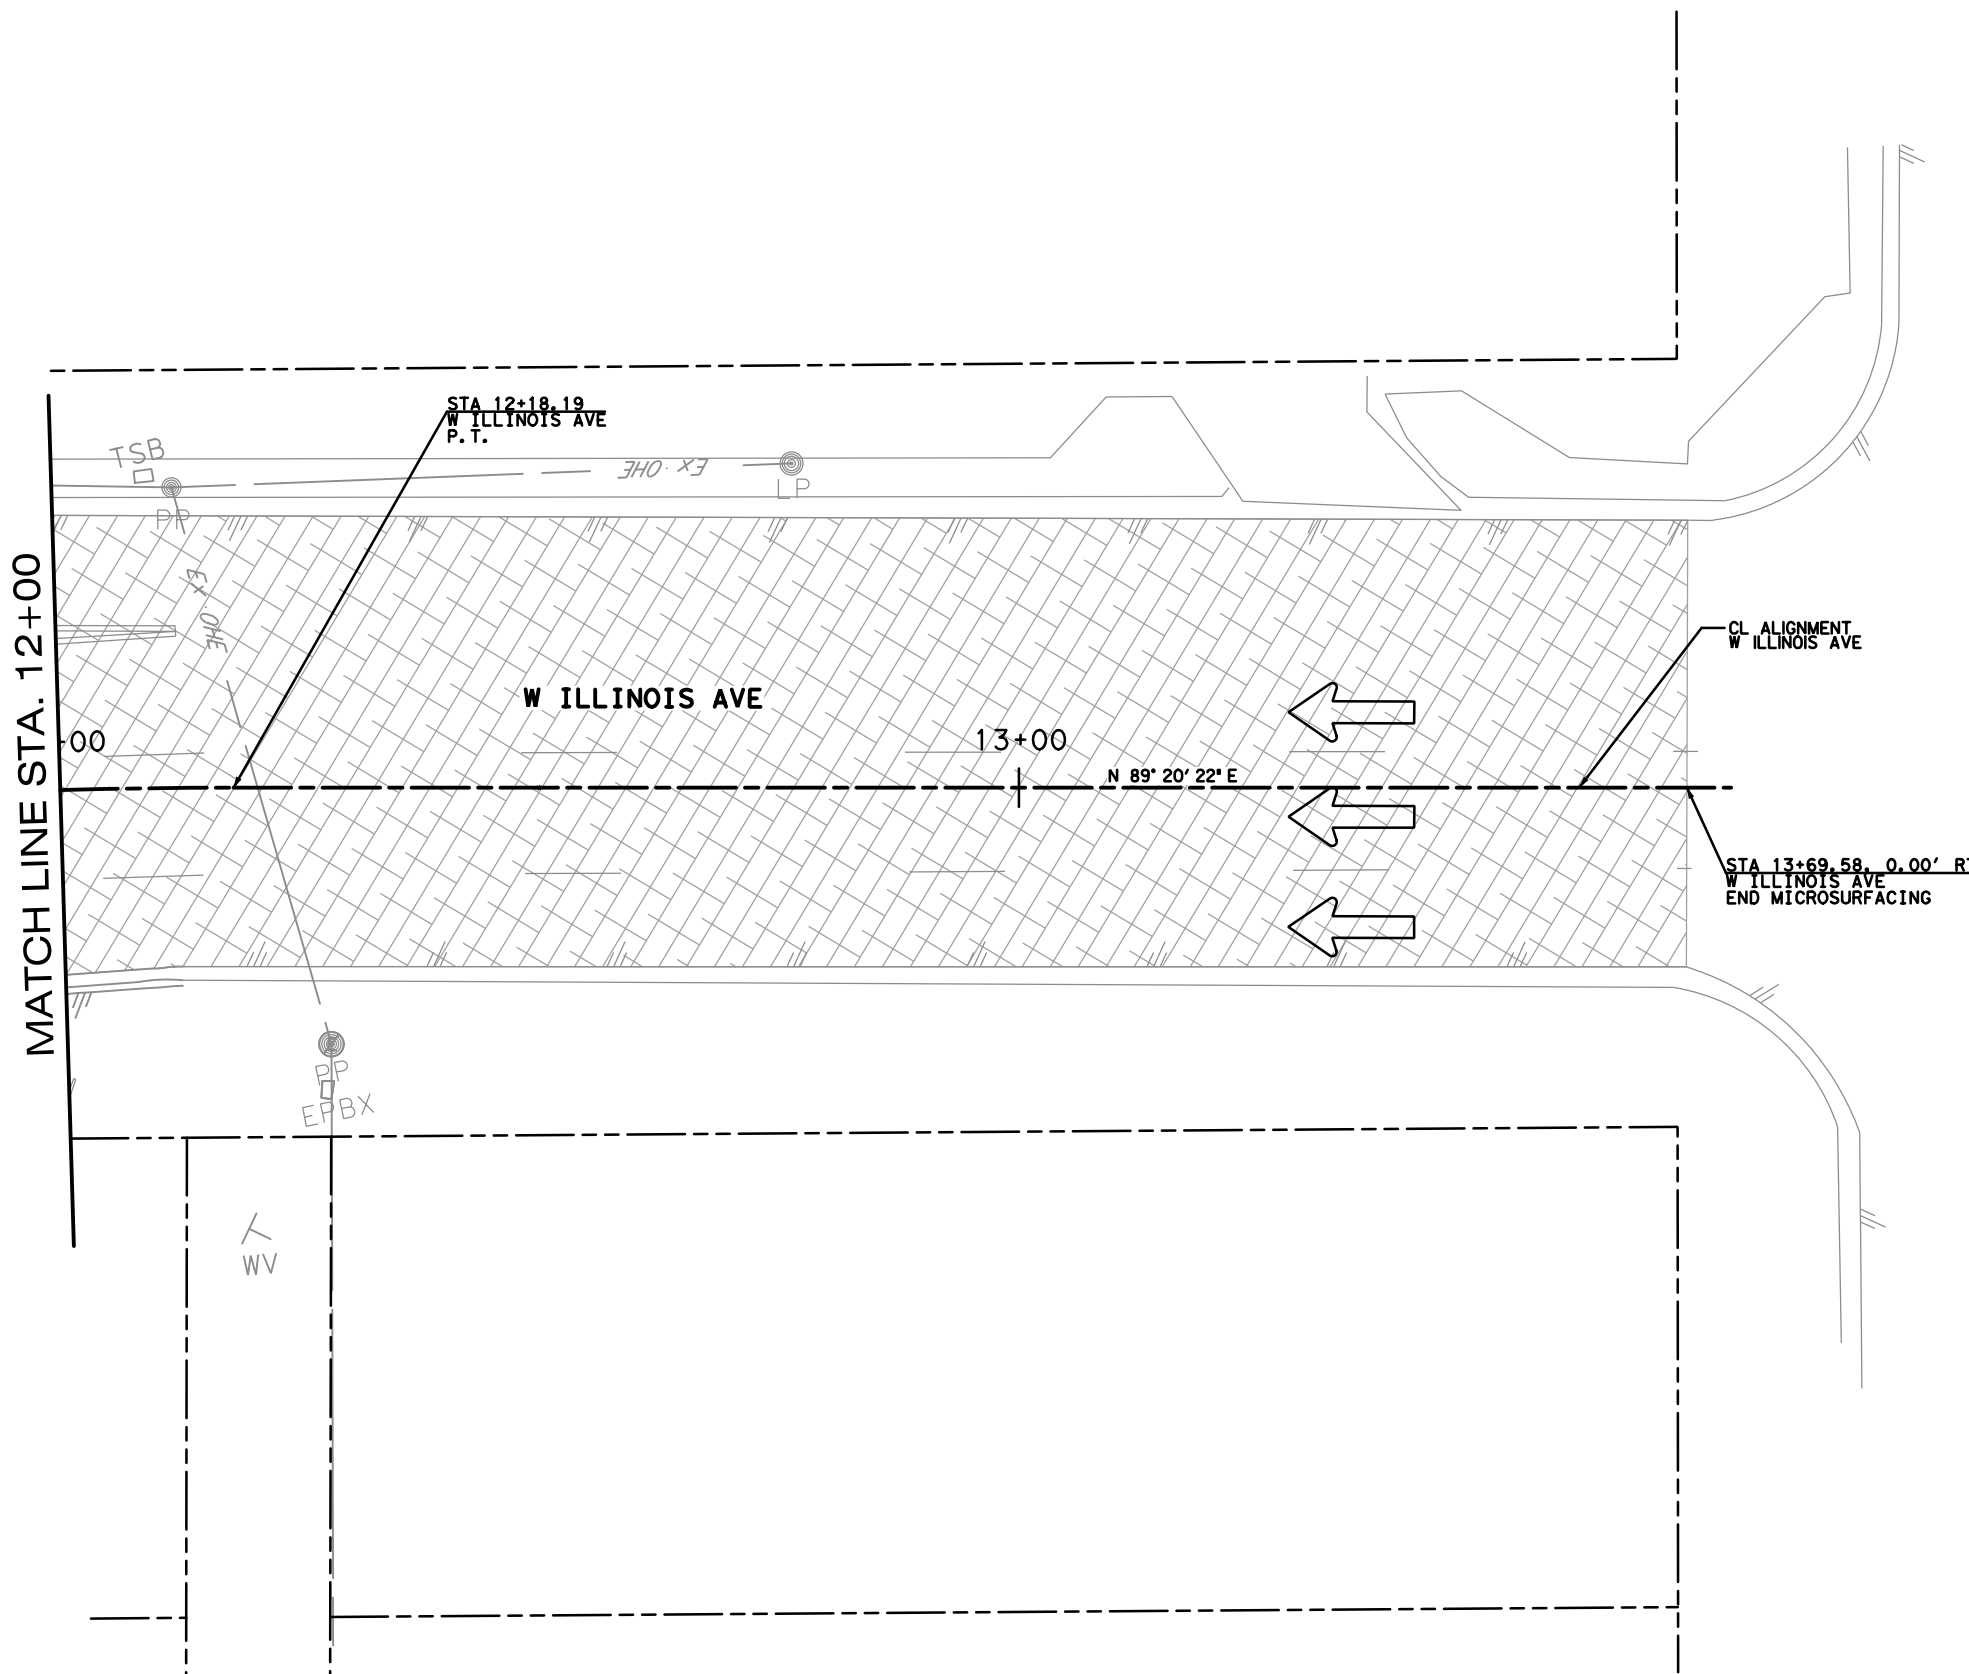 STA 12+18.19
W ILLINOIS AVE
P.T.
TSB
Ex . OHE
LP
PP
Ex . OHE
MATCH LINE STA. 12+00
CL ALIGNMENT
W ILLINOIS AVE
W ILLINOIS AVE
00
13+00
N 89° 20' 22" E
STA 13+69.58, 0.00' RT
W ILLINOIS AVE
END MICROSURFACING
PP
EPBX
WV